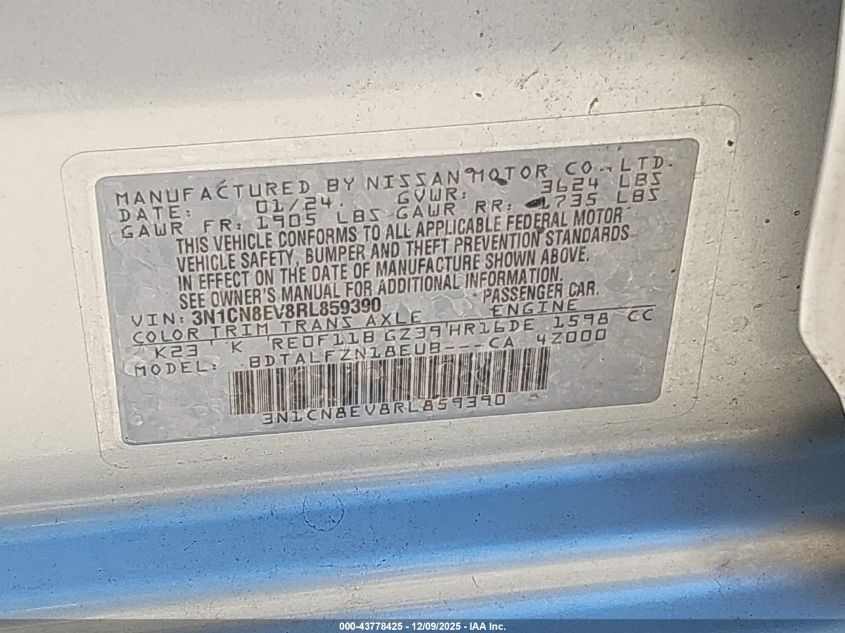 MANUFACTURED BY NISSAN MOTOR CO., LTD.
DATE: 01/24. GVWR: 3624 LBS
GAWR FR: 1905 LBS GAWR RR: 1735 LBS
THIS VEHICLE CONFORMS TO ALL APPLICABLE FEDERAL MOTOR
VEHICLE SAFETY, BUMPER AND THEFT PREVENTION STANDARDS
IN EFFECT ON THE DATE OF MANUFACTURE SHOWN ABOVE.
SEE OWNER'S MANUAL FOR ADDITIONAL INFORMATION.
VIN: 3N1CN8EV8RL859390 PASSENGER CAR.
COLOR TRIM TRANS AXLE ENGINE
K23 K RE0F11B GZ39 HR16DE 1598 CC
MODEL: BDTALFZN18EUB---CA 4Z000
3N1CN8EV8RL859390
000-43778425 - 12/09/2025 - IAA Inc.